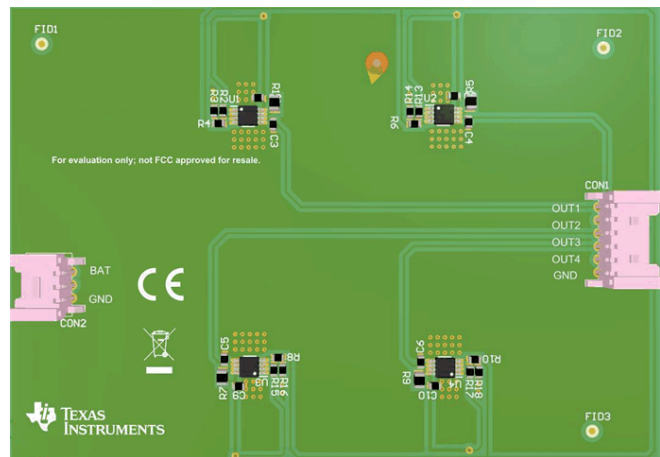 FID1
FID2
R3
R2
U1
R1
R4
C3
R14
R13
U2
R5
R6
C4
For evaluation only; not FCC approved for resale.
CON1
OUT1
OUT2
OUT3
OUT4
GND
BAT
GND
CON2
CE
C5
R8
R7
C9
U3
R15
R16
C6
R10
R9
C10
U4
R17
R18
FID3
TEXAS
INSTRUMENTS